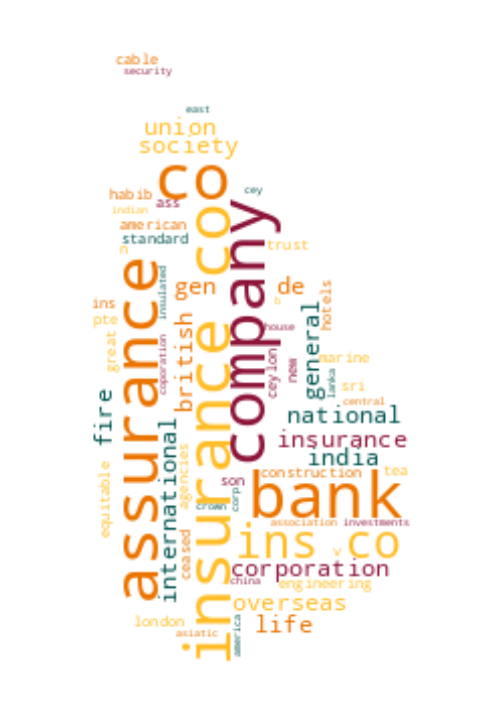 cable
security
east
union
society
co
cey
habib
ass
indian
american
standard
n
trust
company
assurance
insurance co
insulated
gen
de
b
hotels
ins
pte
great
coporation
british
house
general
ceylon
new
marine
lanka
sri
central
fire
national
insurance
india
international
agencies
equitable
construction
tea
son
bank
crown
corp
association
investments
ins co
v
ceased
corporation
china
engineering
overseas
london
life
asiatic
america